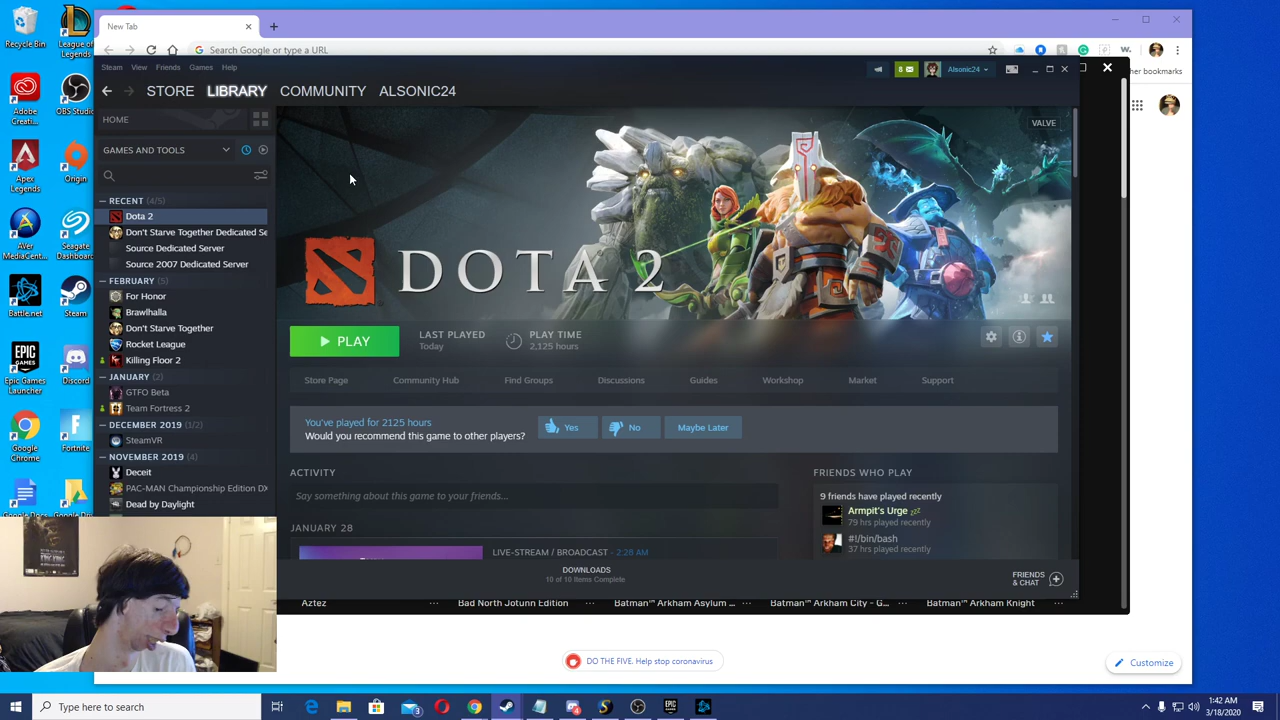 Recycle Bin
League of Legends
Adobe Creati...
OBS Studio
Apex Legends
Origin
AVer MediaCent...
Seagate Dashboard
Battle.net
Steam
Epic Games Launcher
Discord
Google Chrome
Fortnite
New Tab
Search Google or type a URL
her bookmarks
Steam View Friends Games Help
8
Alsonic24
STORE LIBRARY COMMUNITY ALSONIC24
HOME
GAMES AND TOOLS
RECENT (4/5)
Dota 2
Don't Starve Together Dedicated Se
Source Dedicated Server
Source 2007 Dedicated Server
FEBRUARY (5)
For Honor
Brawlhalla
Don't Starve Together
Rocket League
Killing Floor 2
JANUARY (2)
GTFO Beta
Team Fortress 2
DECEMBER 2019 (1/2)
SteamVR
NOVEMBER 2019 (4)
Deceit
PAC-MAN Championship Edition DX
Dead by Daylight
VALVE
DOTA 2
PLAY
LAST PLAYED
Today
PLAY TIME
2,125 hours
Store Page Community Hub Find Groups Discussions Guides Workshop Market Support
You've played for 2125 hours
Would you recommend this game to other players?
Yes No Maybe Later
ACTIVITY
Say something about this game to your friends...
JANUARY 28
LIVE-STREAM / BROADCAST - 2:28 AM
FRIENDS WHO PLAY
9 friends have played recently
Armpit's Urge zzz
79 hrs played recently
#!/bin/bash
37 hrs played recently
DOWNLOADS
10 of 10 Items Complete
FRIENDS & CHAT
Aztez ... Bad North Jotunn Edition ... Batman™ Arkham Asylum ... ... Batman™ Arkham City - G... ... Batman™ Arkham Knight ...
DO THE FIVE. Help stop coronavirus
Customize
Type here to search
3
1:42 AM
3/18/2020